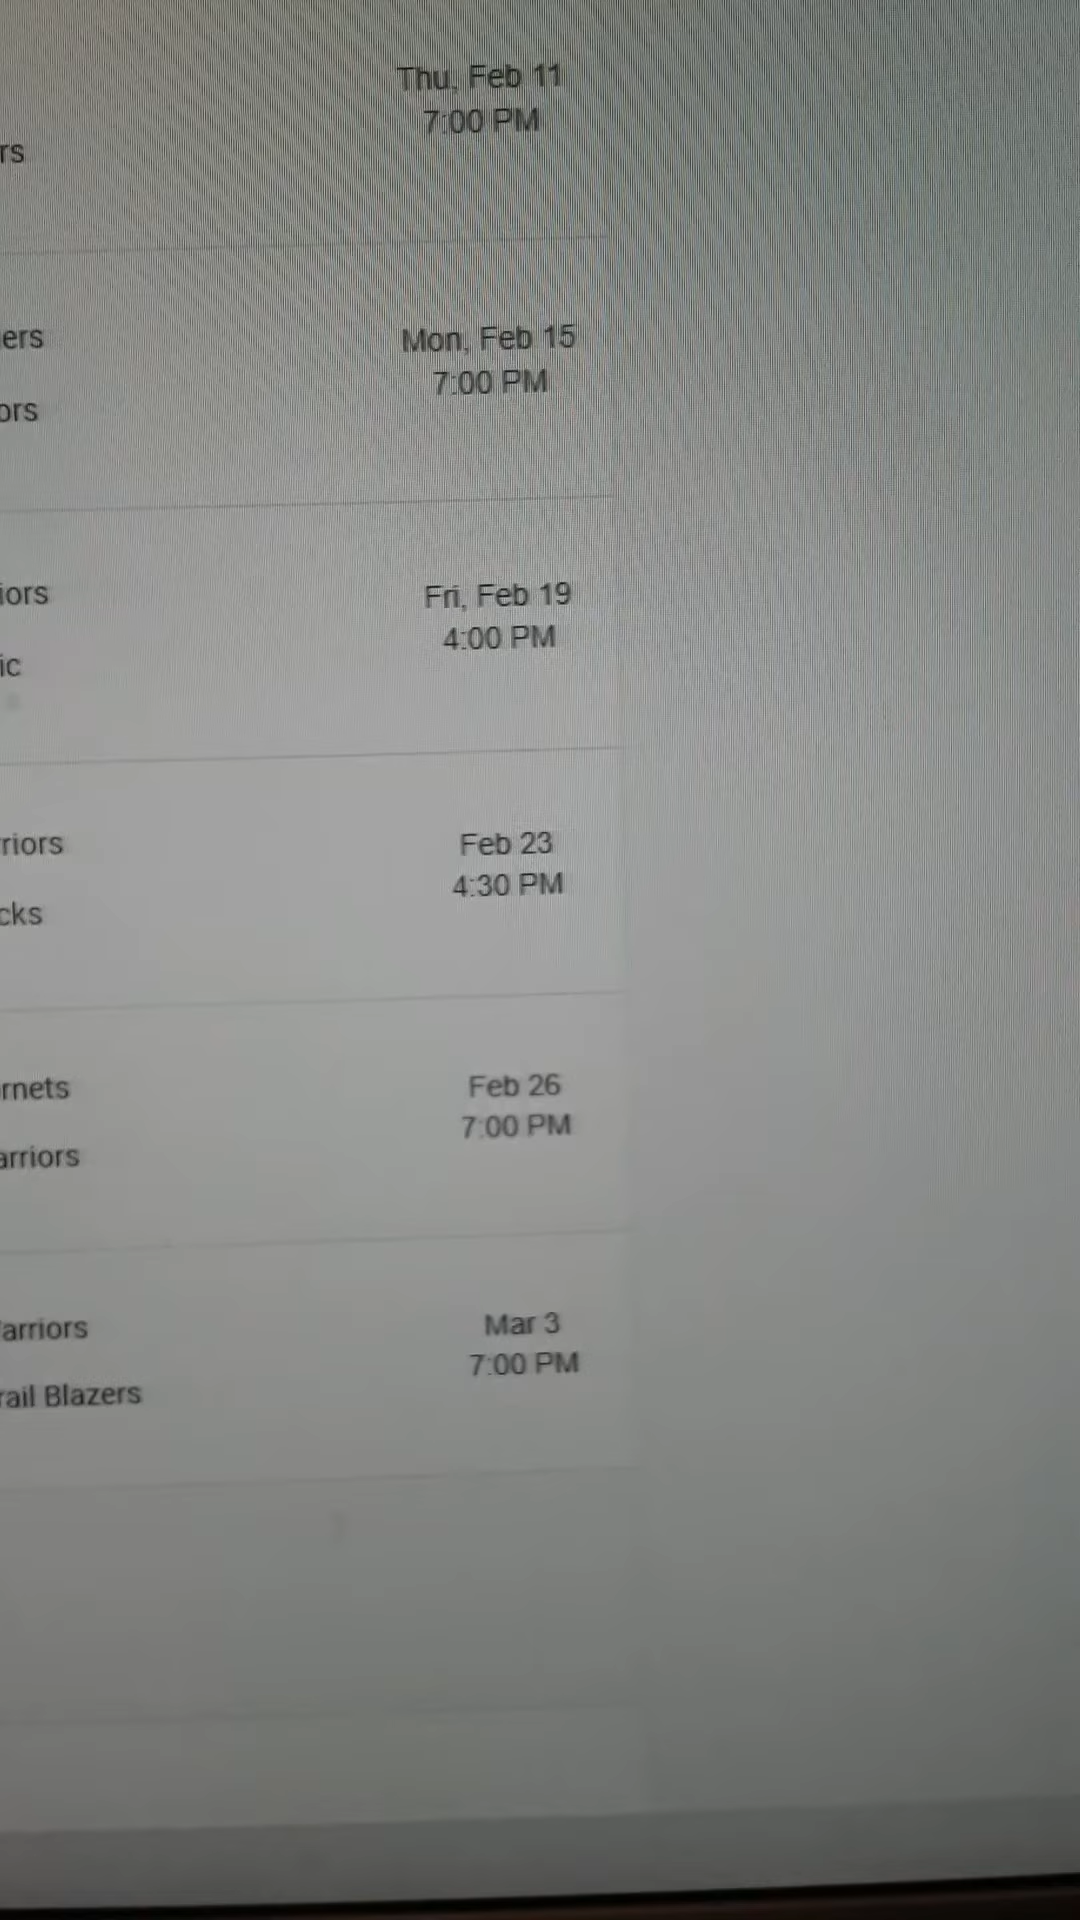 Thu, Feb 11
7:00 PM
rs
ers
Mon, Feb 15
7:00 PM
ors
iors
Fri, Feb 19
4:00 PM
ic
riors
Feb 23
4:30 PM
cks
rnets
Feb 26
7:00 PM
arriors
arriors
Mar 3
7:00 PM
rail Blazers